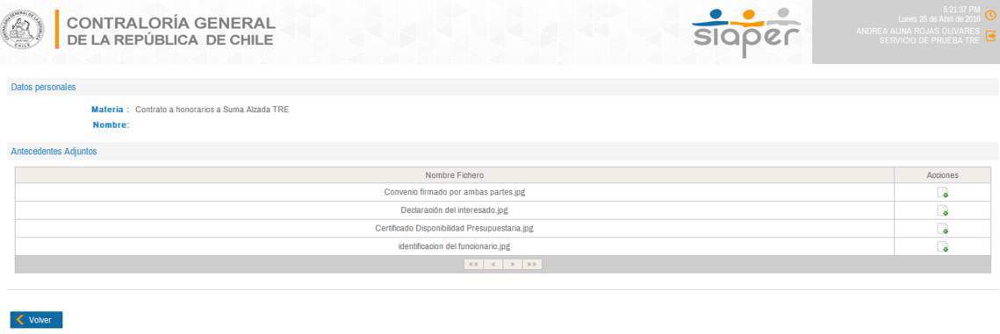 CONTRALORÍA GENERAL
DE LA REPÚBLICA DE CHILE
siaper
5:21:37 PM
Lunes 25 de Abril de 2016
ANDREA ALINA ROJAS OLIVARES
SERVICIO DE PRUEBA TRE
Datos personales
Materia : Contrato a honorarios a Suma Alzada TRE
Nombre:
Antecedentes Adjuntos
Nombre Fichero Acciones
Convenio firmado por ambas partes.jpg
Declaración del interesado.jpg
Certificado Disponibilidad Presupuestaria.jpg
identificacion del funcionario.jpg
«« « » »»
Volver